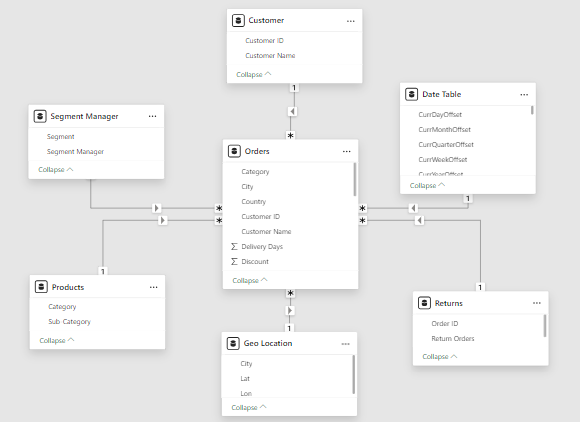 Customer
Customer ID
Customer Name
Collapse
1
Segment Manager
Segment
Segment Manager
Collapse
Date Table
CurrDayOffset
CurrMonthOffset
CurrQuarterOffset
CurrWeekOffset
CurrYearOffset
Collapse
1
Orders
Category
City
Country
Customer ID
Customer Name
Σ Delivery Days
Σ Discount
Collapse
*
*
*
*
*
*
1
Products
Category
Sub Category
Collapse
1
Geo Location
City
Lat
Lon
Collapse
1
Returns
Order ID
Return Orders
Collapse